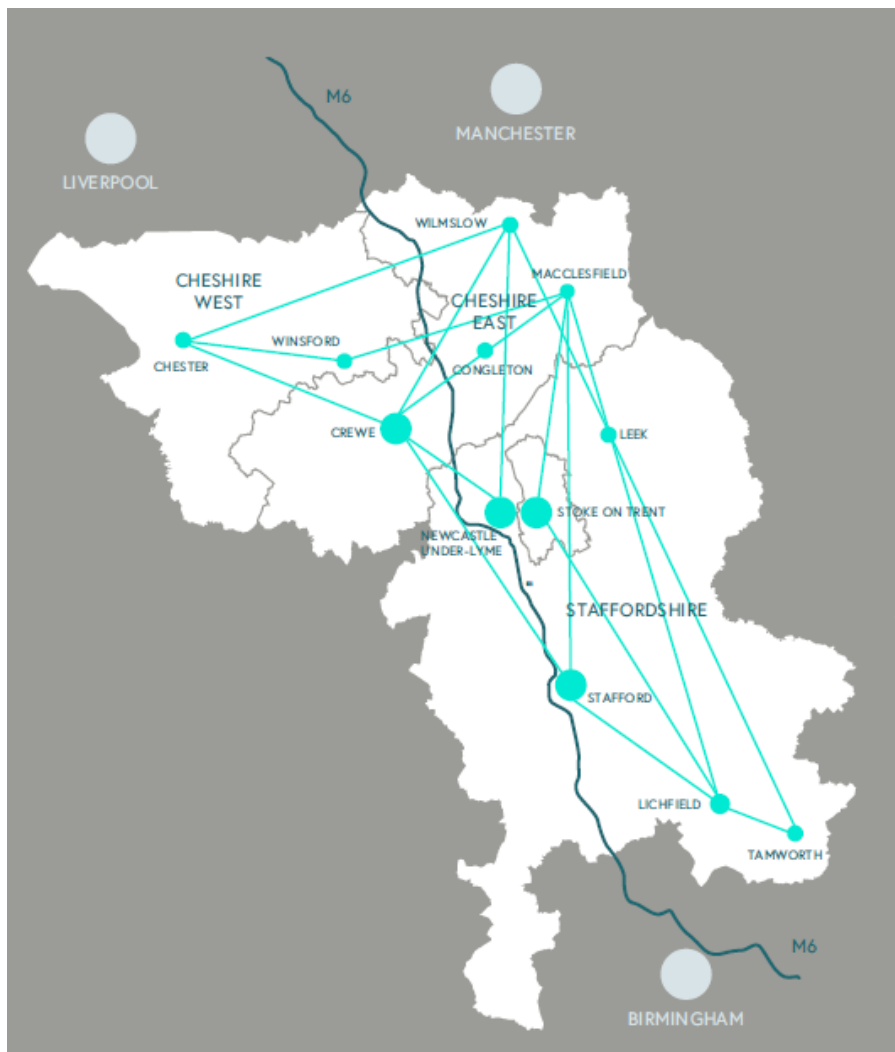 M6
MANCHESTER
LIVERPOOL
WILMSLOW
MACCLESFIELD
CHESHIRE
WEST
CHESHIRE
EAST
WINSFORD
CHESTER
CONGLETON
CREWE
LEEK
STOKE ON TRENT
NEWCASTLE
UNDER-LYME
STAFFORDSHIRE
STAFFORD
LICHFIELD
TAMWORTH
M6
BIRMINGHAM